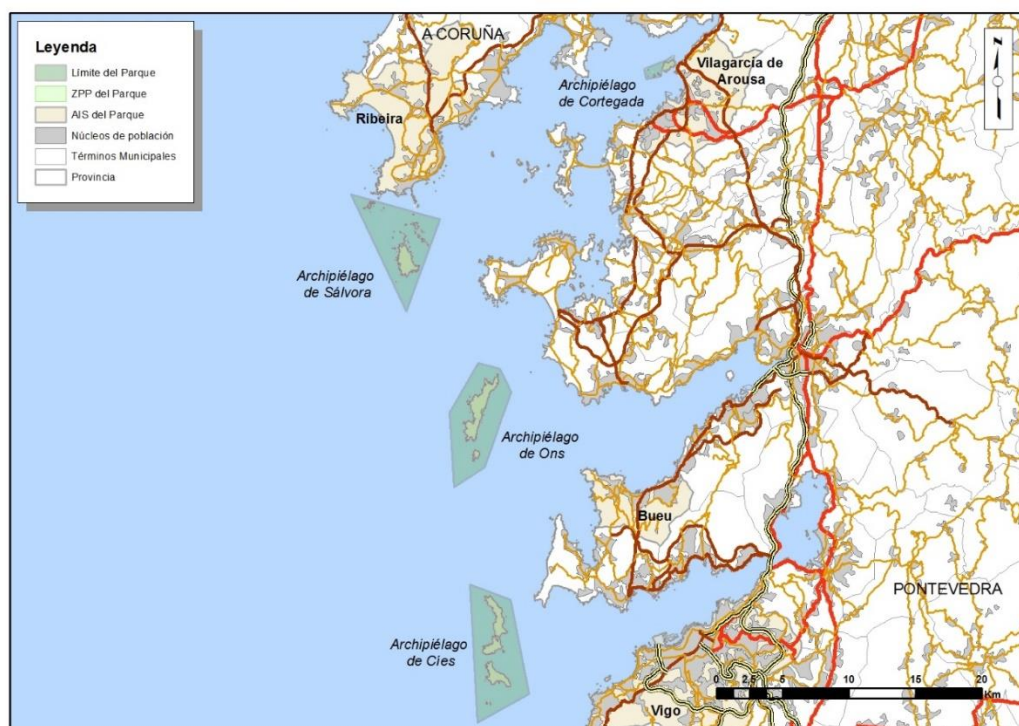 Leyenda
Límite del Parque
ZPP del Parque
AIS del Parque
Núcleos de población
Términos Municipales
Provincia
A CORUÑA
N
Vilagarcía de
Arousa
Archipiélago
de Cortegada
Ribeira
Archipiélago
de Sálvora
Archipiélago
de Ons
Bueu
PONTEVEDRA
Archipiélago
de Cíes
Vigo
0 2,5 5 10 15 20
Km